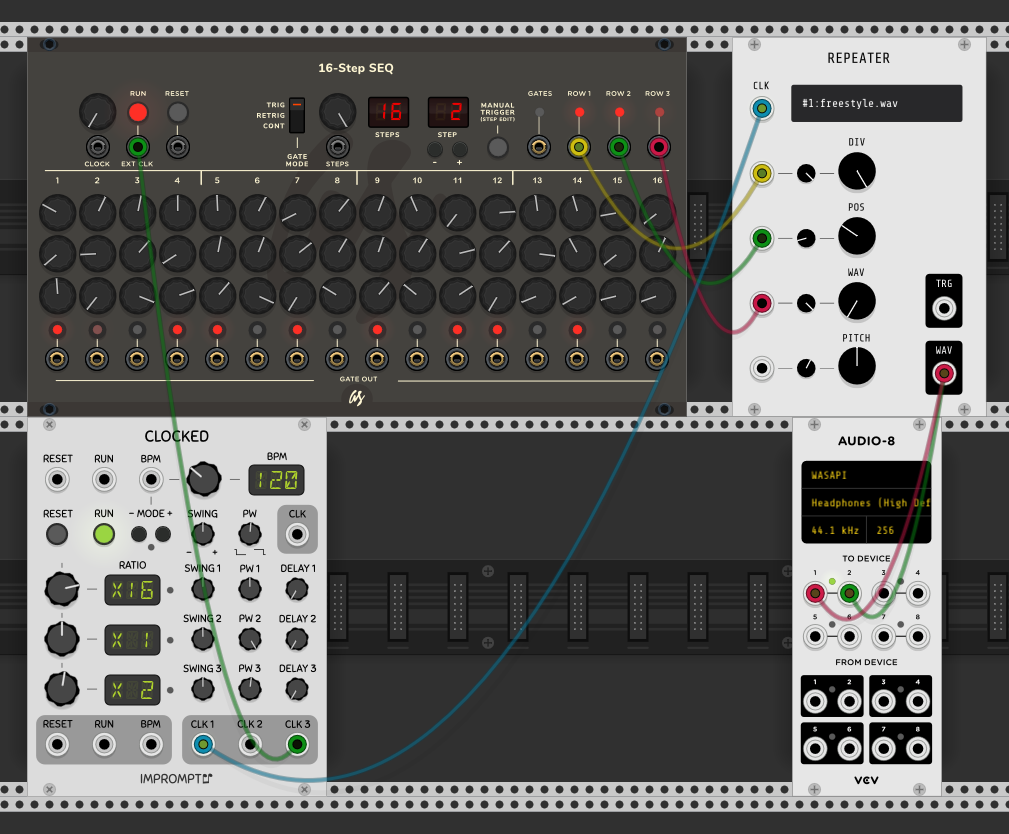 16-Step SEQ
RUN RESET
CLOCK EXT CLK
TRIG
RETRIG
CONT
GATE
MODE
STEPS
16
STEPS
2
STEP
- +
MANUAL
TRIGGER
(STEP EDIT)
GATES ROW 1 ROW 2 ROW 3
1 2 3 4 5 6 7 8 9 10 11 12 13 14 15 16
GATE OUT
as
REPEATER
CLK
#1:freestyle.wav
DIV
POS
WAV
PITCH
TRG
WAV
CLOCKED
RESET RUN BPM BPM
120
RESET RUN - MODE + SWING PW CLK
- +
RATIO SWING 1 PW 1 DELAY 1
X16
SWING 2 PW 2 DELAY 2
X 1
SWING 3 PW 3 DELAY 3
X 2
RESET RUN BPM CLK 1 CLK 2 CLK 3
IMPROMPTU
AUDIO-8
WASAPI
Headphones (High Def
44.1 kHz 256
TO DEVICE
1 2 3 4
5 6 7 8
FROM DEVICE
1 2 3 4
5 6 7 8
VCV